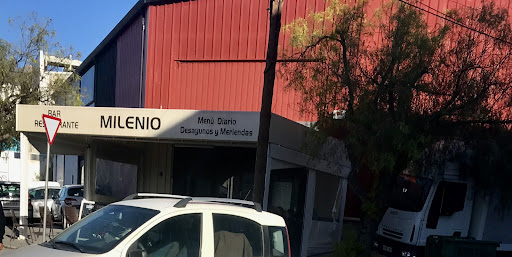 BAR
RESTAURANTE
MILENIO
Menú Diario
Desayunos y Meriendas